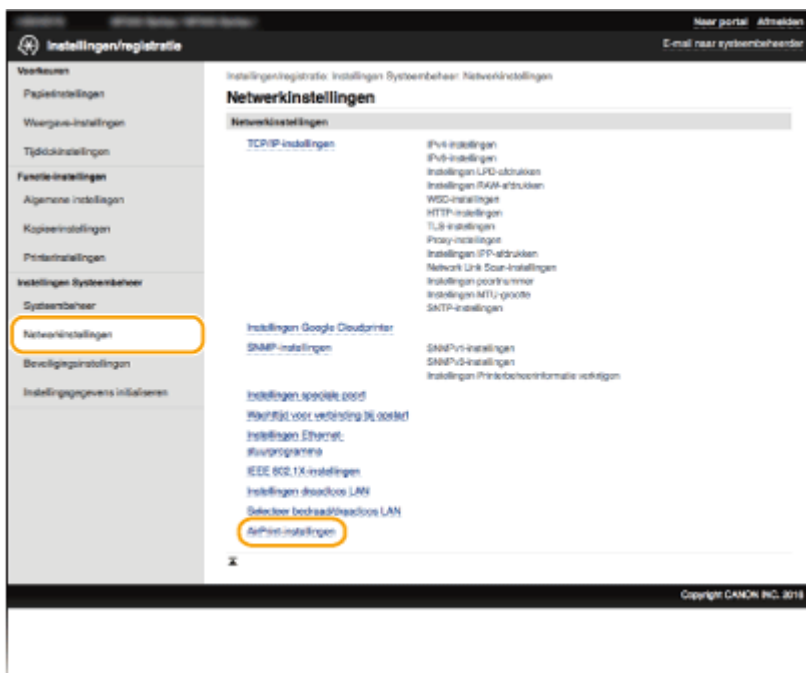 Naar portal Afmelden
Instellingen/registratie
E-mail naar systeembeheerder
Voorkeuren
Papierinstellingen
Weergave-instellingen
Tijdklokinstellingen
Functie-instellingen
Algemene instellingen
Kopieerinstellingen
Printerinstellingen
Instellingen Systeembeheer
Systeembeheer
Netwerkinstellingen
Beveiligingsinstellingen
Instellingsgegevens initialiseren
Instellingen/registratie: Instellingen Systeembeheer: Netwerkinstellingen
Netwerkinstellingen
Netwerkinstellingen
TCP/IP-instellingen
IPv4-instellingen
IPv6-instellingen
Instellingen LPD-afdrukken
Instellingen RAW-afdrukken
WSD-instellingen
HTTP-instellingen
TLS-instellingen
Proxy-instellingen
Instellingen IPP-afdrukken
Network Link Scan-instellingen
Instellingen poortnummer
Instellingen MTU-grootte
SNTP-instellingen
Instellingen Google Cloudprinter
SNMP-instellingen
SNMPv1-instellingen
SNMPv3-instellingen
Instellingen Printerbeheerinformatie verkrijgen
Instellingen speciale poort
Wachttijd voor verbinding bij opstart
Instellingen Ethernet-
stuurprogramma
IEEE 802.1X-instellingen
Instellingen draadloos LAN
Selecteer bedraad/draadloos LAN
AirPrint-instellingen
Copyright CANON INC. 2018